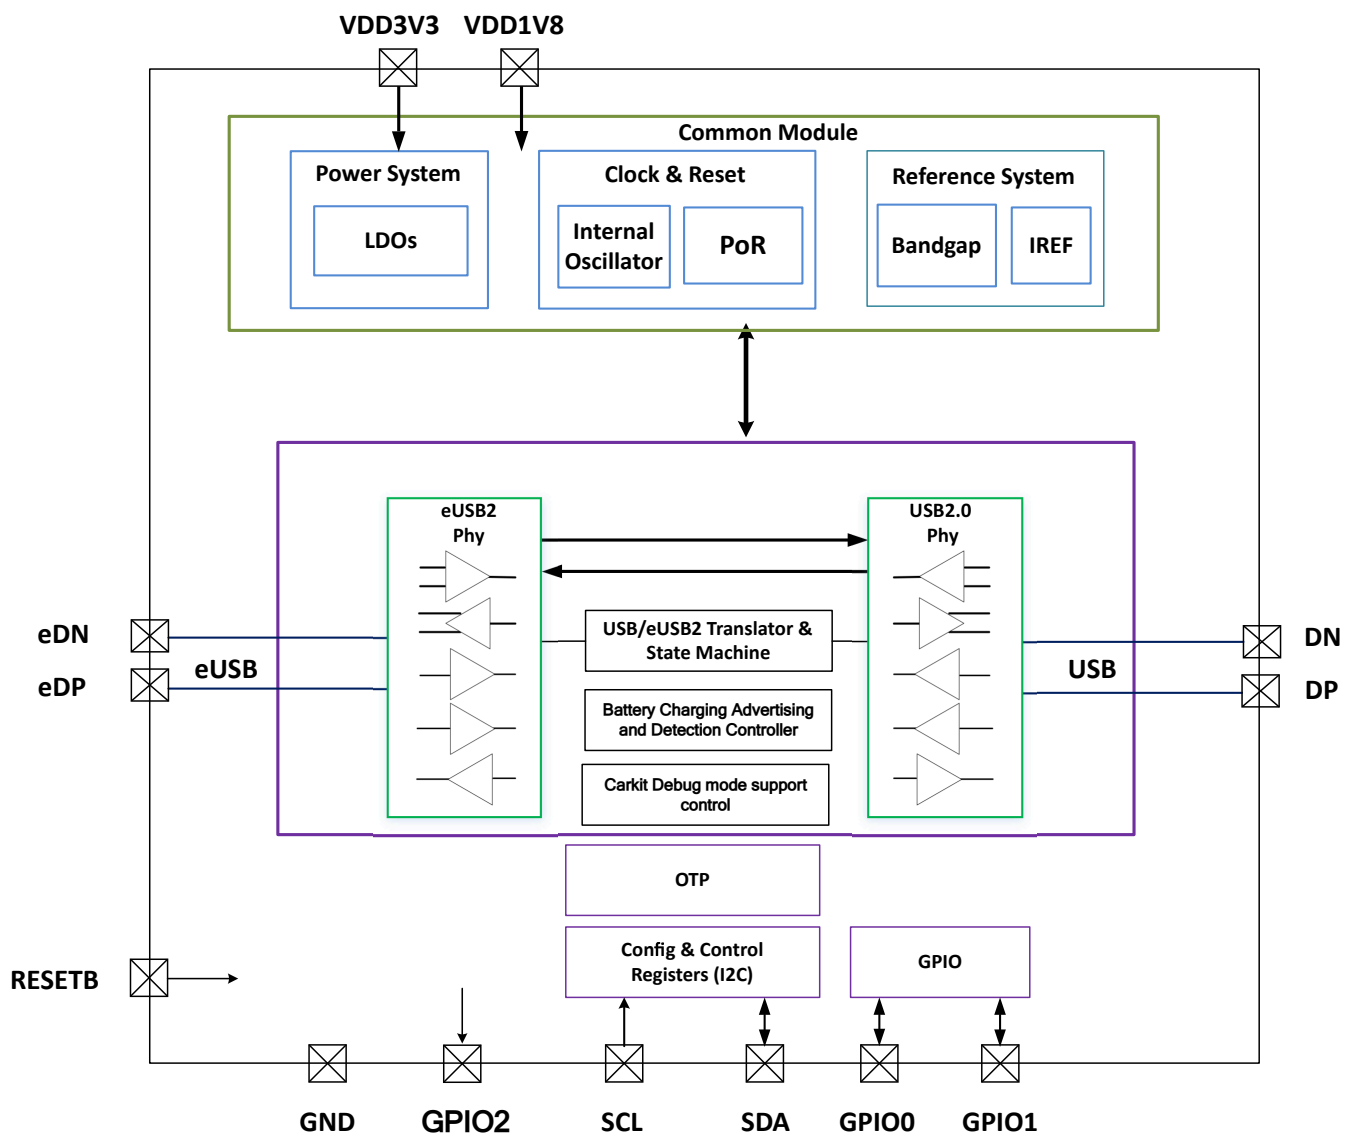 VDD3V3 VDD1V8
Common Module
Power System
LDOs
Clock & Reset
Internal
Oscillator
PoR
Reference System
Bandgap
IREF
eUSB2
Phy
USB2.0
Phy
eDN
eDP
eUSB
USB/eUSB2 Translator &
State Machine
Battery Charging Advertising
and Detection Controller
Carkit Debug mode support
control
USB
DN
DP
OTP
Config & Control
Registers (I2C)
GPIO
RESETB
GND GPIO2 SCL SDA GPIO0 GPIO1